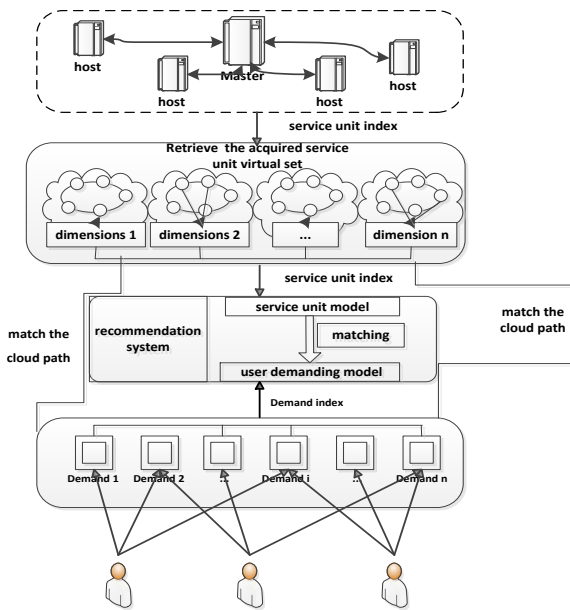 host
Master
host
host
host
service unit index
Retrieve the acquired service
unit virtual set
dimensions 1
dimensions 2
...
dimension n
service unit index
match the
cloud path
match the
cloud path
recommendation
system
service unit model
matching
user demanding model
Demand index
Demand 1
Demand 2
...
Demand i
...
Demand n